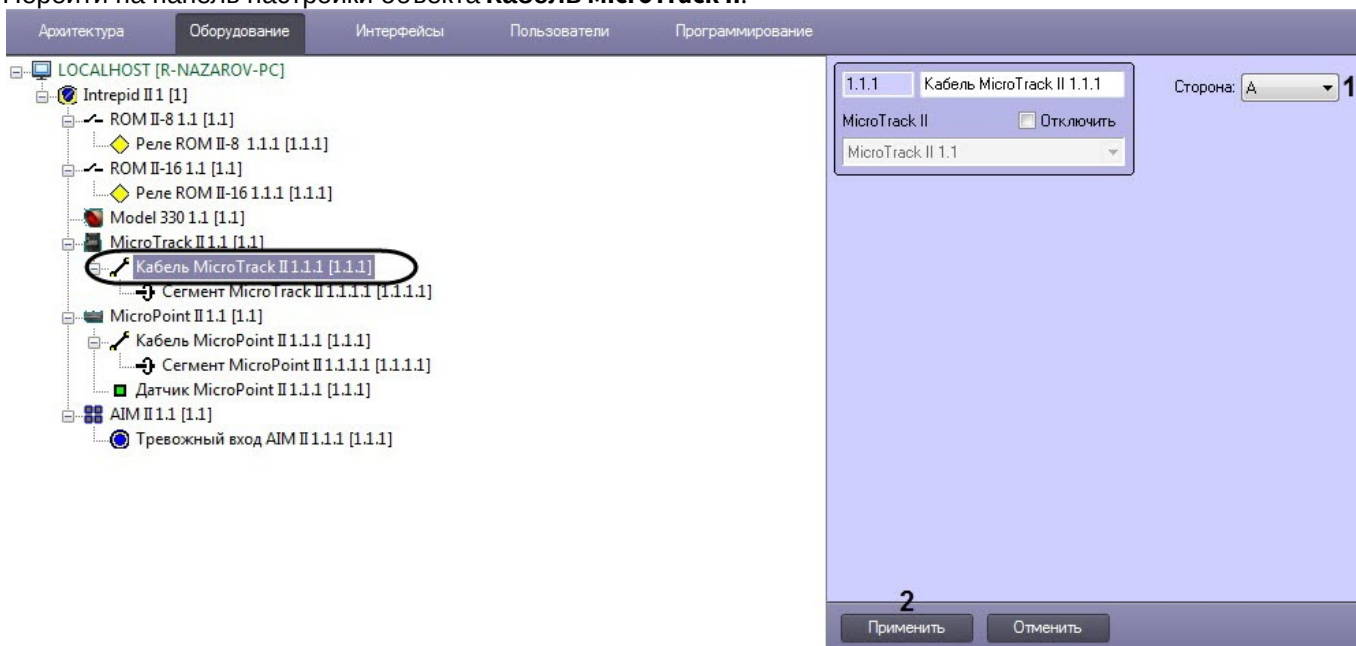 Перейти на панель настройки объекта Кабель MicroTrack II.
Архитектура Оборудование Интерфейсы Пользователи Программирование
LOCALHOST [R-NAZAROV-PC]
Intrepid II 1 [1]
ROM II-8 1.1 [1.1]
Реле ROM II-8 1.1.1 [1.1.1]
ROM II-16 1.1 [1.1]
Реле ROM II-16 1.1.1 [1.1.1]
Model 330 1.1 [1.1]
MicroTrack II 1.1 [1.1]
Кабель MicroTrack II 1.1.1 [1.1.1]
Сегмент MicroTrack II 1.1.1.1 [1.1.1.1]
MicroPoint II 1.1 [1.1]
Кабель MicroPoint II 1.1.1 [1.1.1]
Сегмент MicroPoint II 1.1.1.1 [1.1.1.1]
Датчик MicroPoint II 1.1.1 [1.1.1]
AIM II 1.1 [1.1]
Тревожный вход AIM II 1.1.1 [1.1.1]
1.1.1 Кабель MicroTrack II 1.1.1 Сторона: A 1
MicroTrack II Отключить
MicroTrack II 1.1
2
Применить Отменить